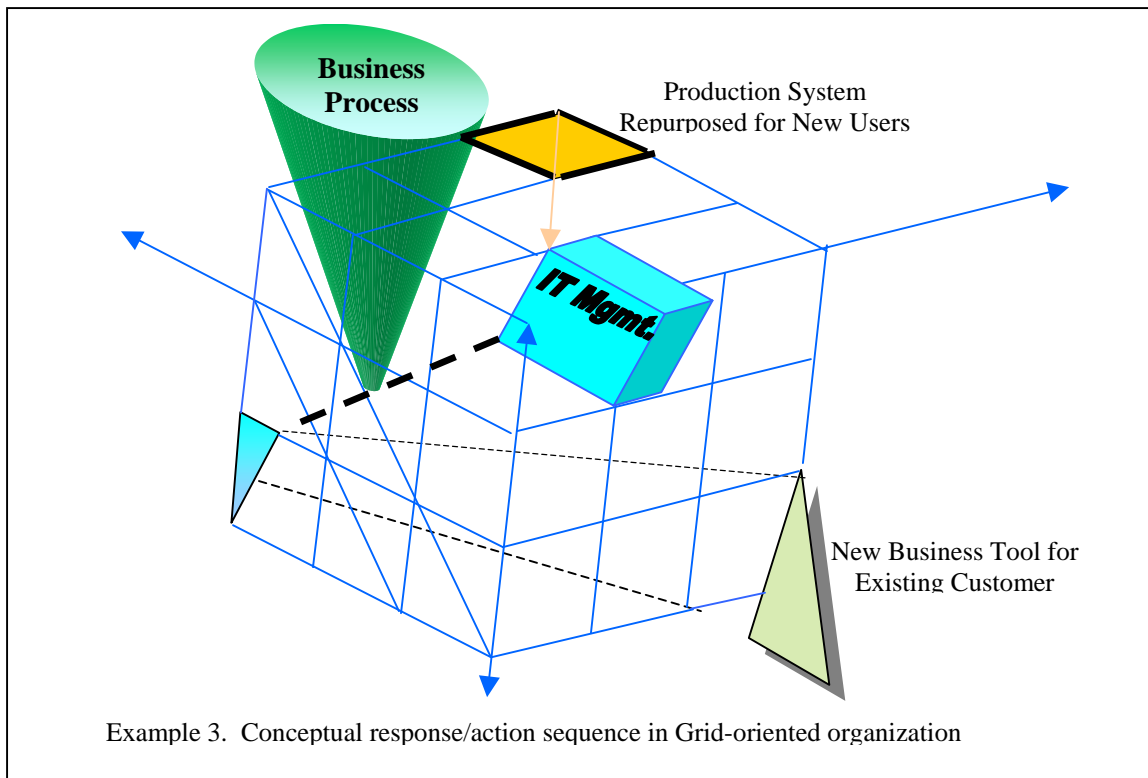 Business
Process
Production System
Repurposed for New Users
IT Mgmt.
New Business Tool for
Existing Customer
Example 3.  Conceptual response/action sequence in Grid-oriented organization